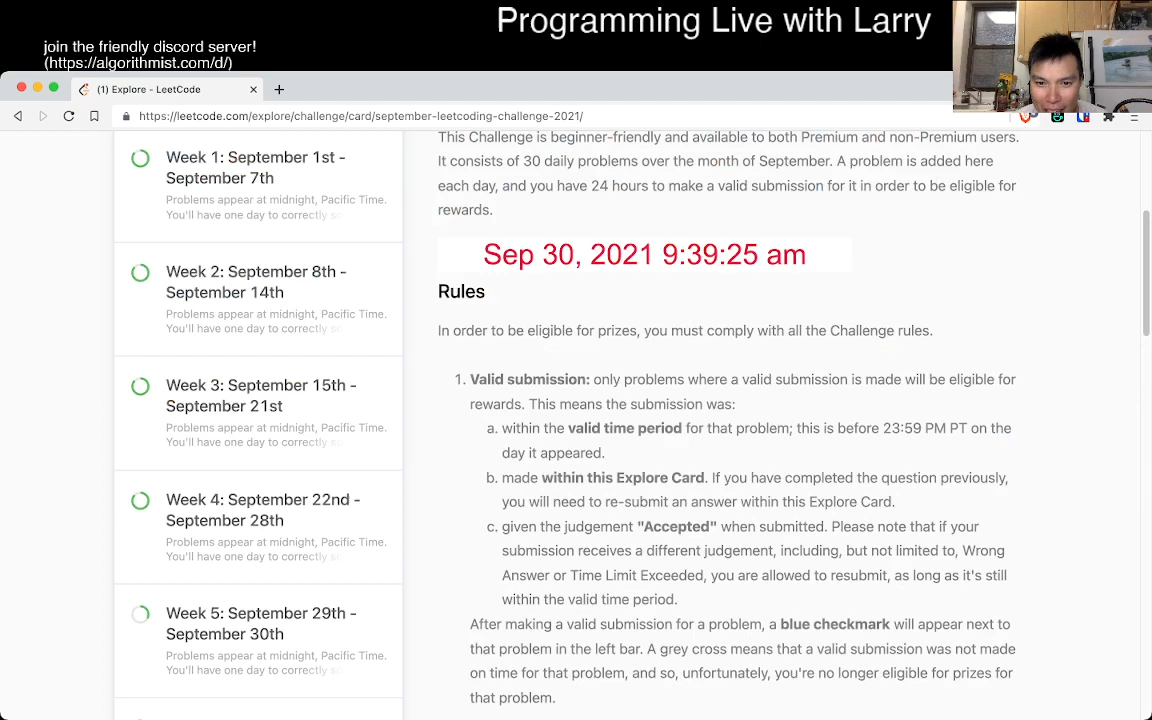 Programming Live with Larry
join the friendly discord server!
(https://algorithmist.com/d/)
(1) Explore - LeetCode
https://leetcode.com/explore/challenge/card/september-leetcoding-challenge-2021/
Week 1: September 1st -
September 7th
Problems appear at midnight, Pacific Time.
You'll have one day to correctly
Week 2: September 8th -
September 14th
Problems appear at midnight, Pacific Time.
You'll have one day to correctly
Week 3: September 15th -
September 21st
Problems appear at midnight, Pacific Time.
You'll have one day to correctly
Week 4: September 22nd -
September 28th
Problems appear at midnight, Pacific Time.
You'll have one day to correctly
Week 5: September 29th -
September 30th
Problems appear at midnight, Pacific Time.
You'll have one day to correctly
This Challenge is beginner-friendly and available to both Premium and non-Premium users.
It consists of 30 daily problems over the month of September. A problem is added here
each day, and you have 24 hours to make a valid submission for it in order to be eligible for
rewards.
Sep 30, 2021 9:39:25 am
Rules
In order to be eligible for prizes, you must comply with all the Challenge rules.
1. Valid submission: only problems where a valid submission is made will be eligible for
rewards. This means the submission was:
a. within the valid time period for that problem; this is before 23:59 PM PT on the
day it appeared.
b. made within this Explore Card. If you have completed the question previously,
you will need to re-submit an answer within this Explore Card.
c. given the judgement "Accepted" when submitted. Please note that if your
submission receives a different judgement, including, but not limited to, Wrong
Answer or Time Limit Exceeded, you are allowed to resubmit, as long as it's still
within the valid time period.
After making a valid submission for a problem, a blue checkmark will appear next to
that problem in the left bar. A grey cross means that a valid submission was not made
on time for that problem, and so, unfortunately, you're no longer eligible for prizes for
that problem.